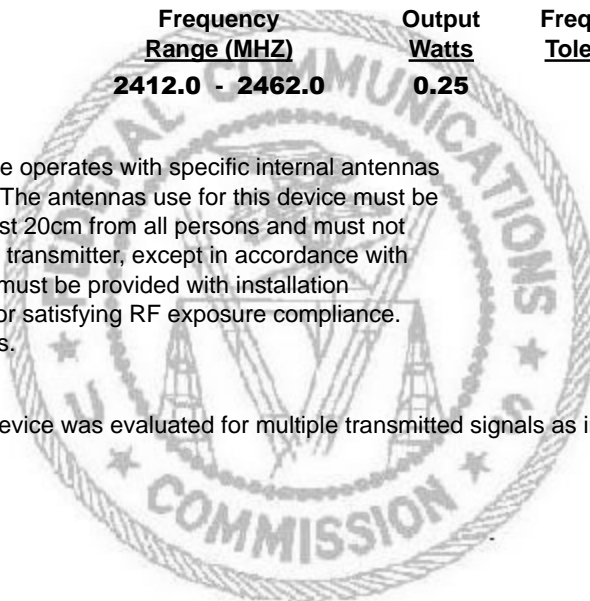 Frequency Output Freq
Range (MHZ) Watts Tole
2412.0 - 2462.0 0.25
e operates with specific internal antennas
The antennas use for this device must be
st 20cm from all persons and must not
transmitter, except in accordance with
must be provided with installation
or satisfying RF exposure compliance.
s.
evice was evaluated for multiple transmitted signals as i
FEDERAL COMMUNICATIONS
COMMISSION
U S